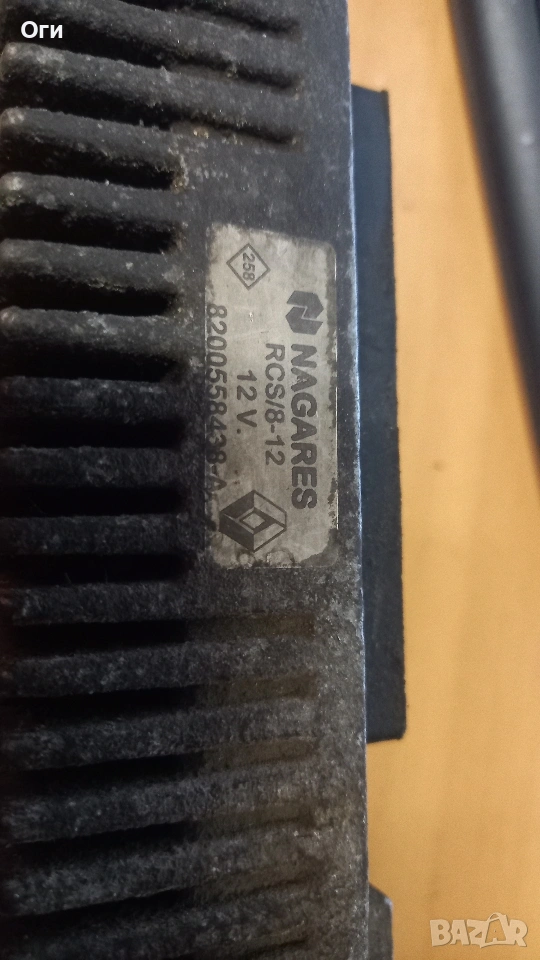 Оги
258
NAGARES
RCS/8-12
12 V.
8200558438-A
BAZAR